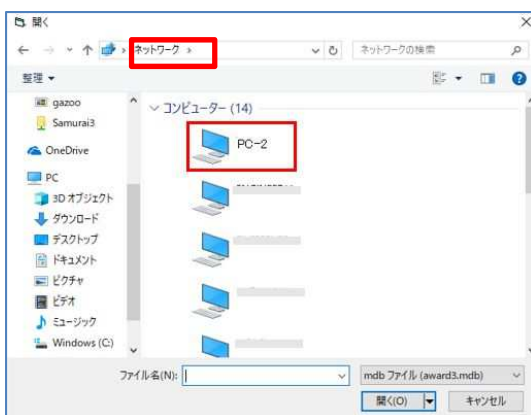 開く
ネットワーク
ネットワークの検索
整理
gazoo
Samurai3
OneDrive
PC
3D オブジェクト
ダウンロード
デスクトップ
ドキュメント
ピクチャ
ビデオ
ミュージック
Windows (C:)
コンピューター (14)
PC-2
ファイル名(N):
mdb ファイル (award3.mdb)
開く(O)
キャンセル